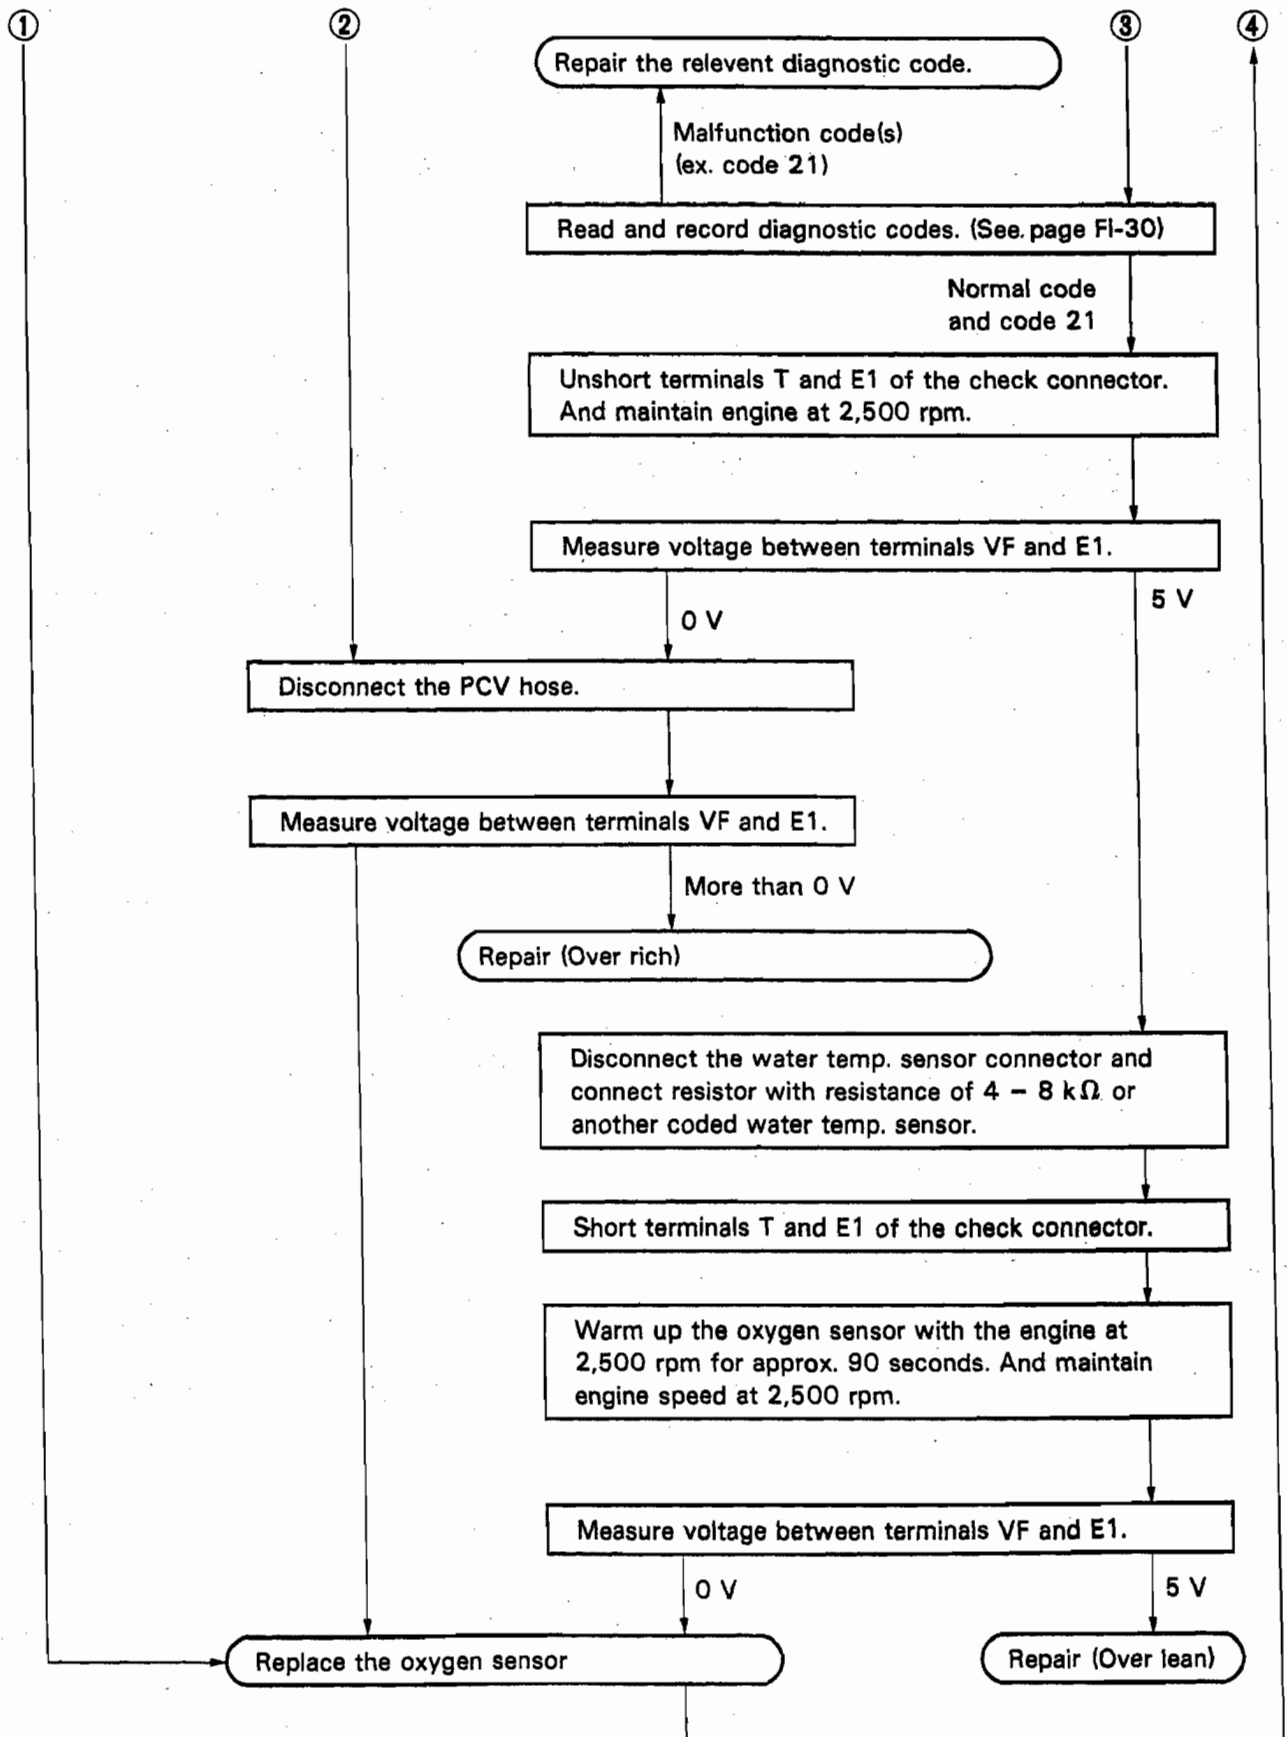 ① ② ③ ④
Repair the relevent diagnostic code.
Malfunction code(s)
(ex. code 21)
Read and record diagnostic codes. (See. page FI-30)
Normal code
and code 21
Unshort terminals T and E1 of the check connector.
And maintain engine at 2,500 rpm.
Measure voltage between terminals VF and E1.
0 V
5 V
Disconnect the PCV hose.
Measure voltage between terminals VF and E1.
More than 0 V
Repair (Over rich)
Disconnect the water temp. sensor connector and
connect resistor with resistance of 4 – 8 kΩ or
another coded water temp. sensor.
Short terminals T and E1 of the check connector.
Warm up the oxygen sensor with the engine at
2,500 rpm for approx. 90 seconds. And maintain
engine speed at 2,500 rpm.
Measure voltage between terminals VF and E1.
0 V
5 V
Replace the oxygen sensor
Repair (Over lean)